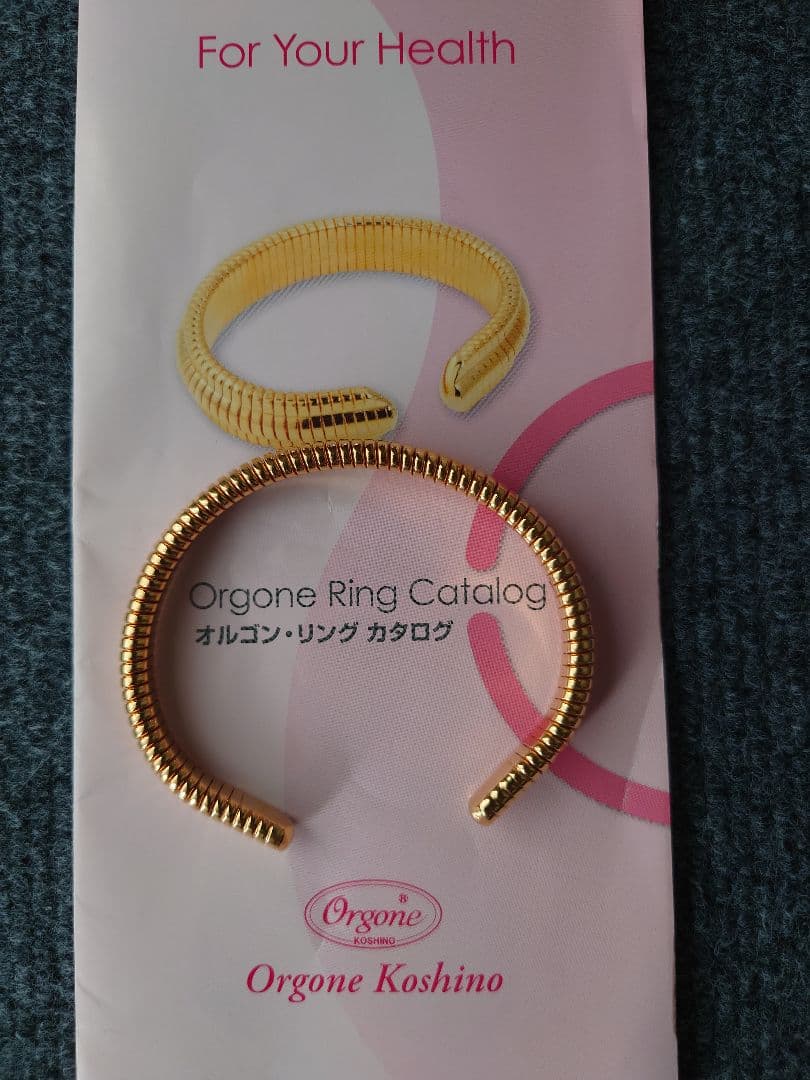 For Your Health
Orgone Ring Catalog
オルゴン・リング カタログ
Orgone ®
KOSHINO
Orgone Koshino